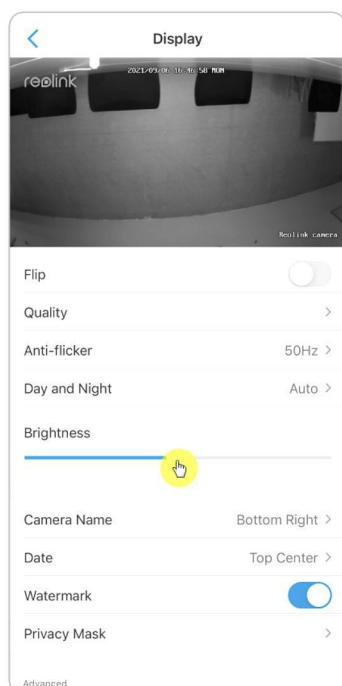 Display
reolink
2021/09/06 16:46:58 MON
Reolink camera
Flip
Quality
Anti-flicker 50Hz
Day and Night Auto
Brightness
Camera Name Bottom Right
Date Top Center
Watermark
Privacy Mask
Advanced